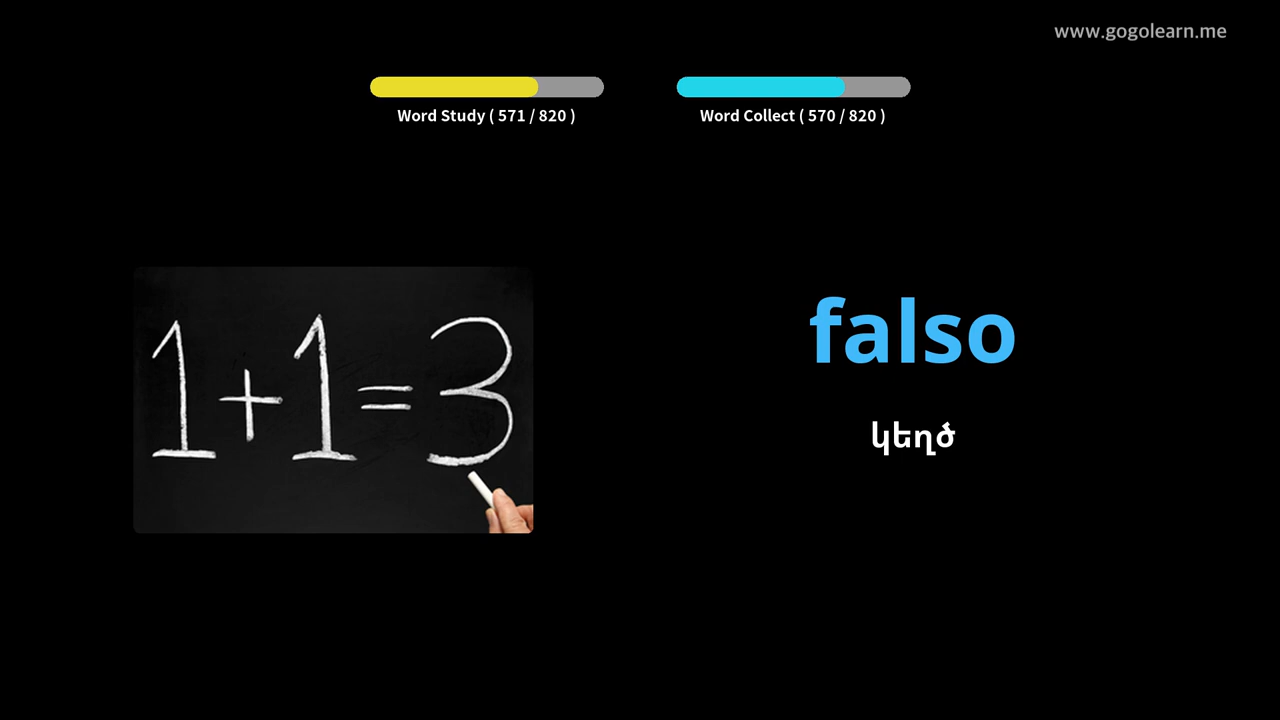 www.gogolearn.me
Word Study ( 571 / 820 )
Word Collect ( 570 / 820 )
1+1=3
falso
կեղծ